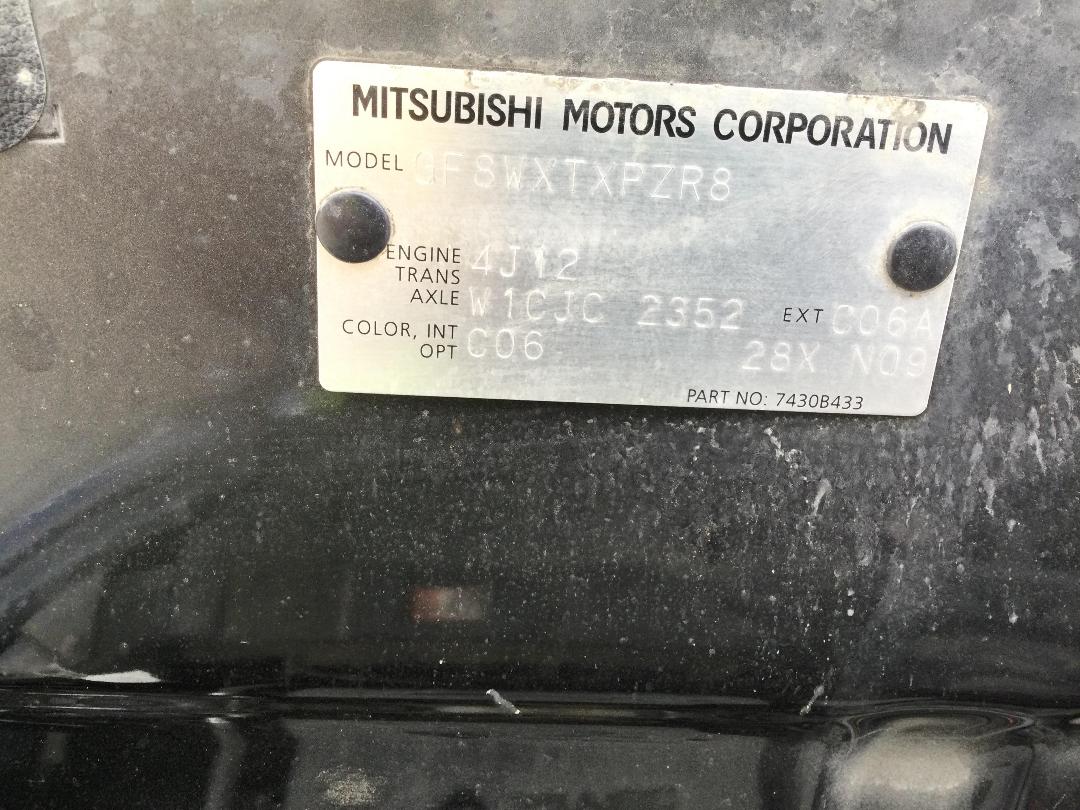 MITSUBISHI MOTORS CORPORATION
MODEL GF8WXTXPZR8
ENGINE 4J12
TRANS
AXLE W1CJC 2352 EXT C06A
COLOR, INT
OPT C06 28X N09
PART NO: 7430B433